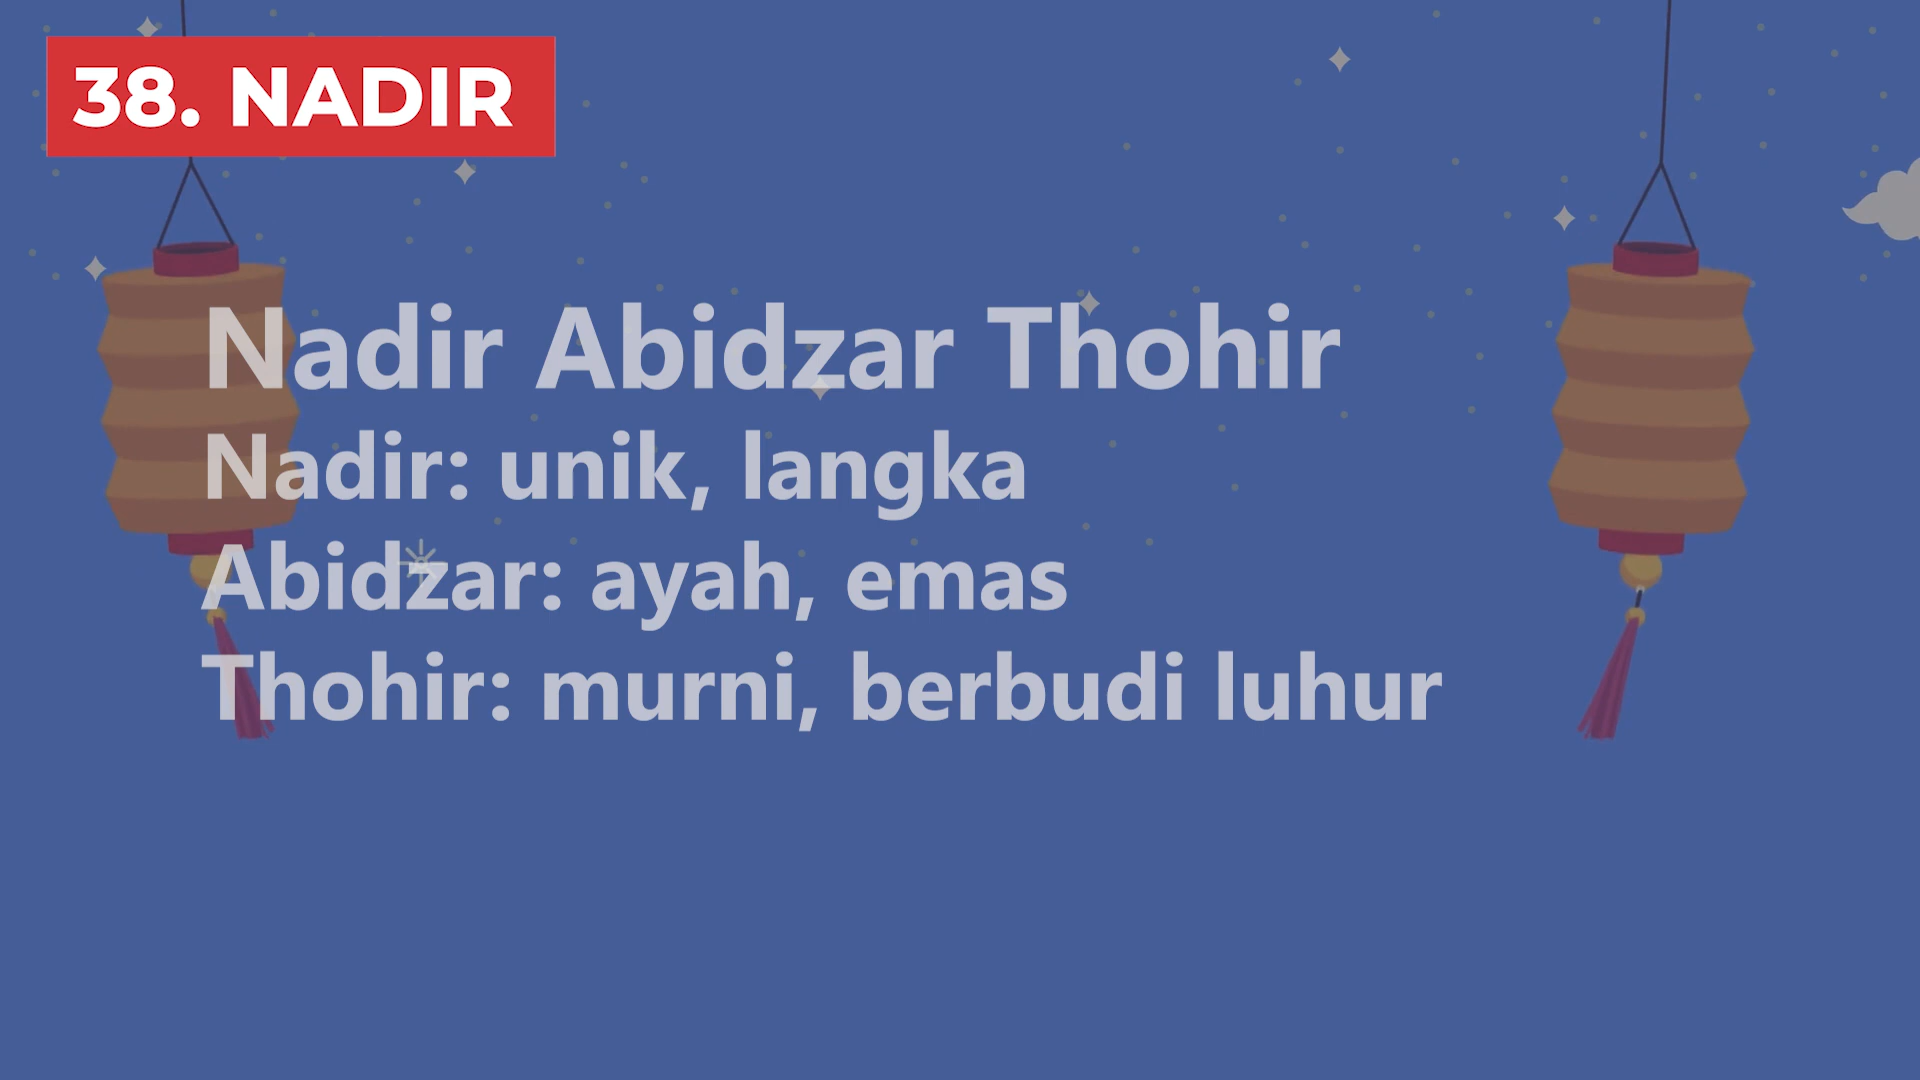 38. NADIR
Nadir Abidzar Thohir
Nadir: unik, langka
Abidzar: ayah, emas
Thohir: murni, berbudi luhur